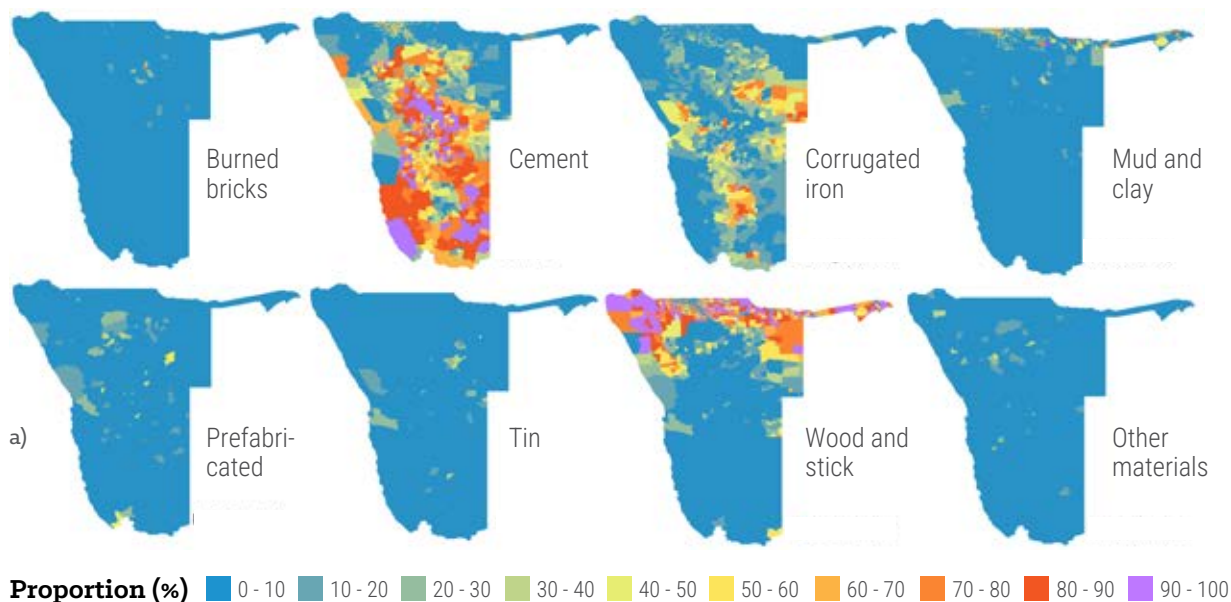 Burned
bricks
Cement
Corrugated
iron
Mud and
clay
a)
Prefabri-
cated
Tin
Wood and
stick
Other
materials
Proportion (%) 0 - 10 10 - 20 20 - 30 30 - 40 40 - 50 50 - 60 60 - 70 70 - 80 80 - 90 90 - 100